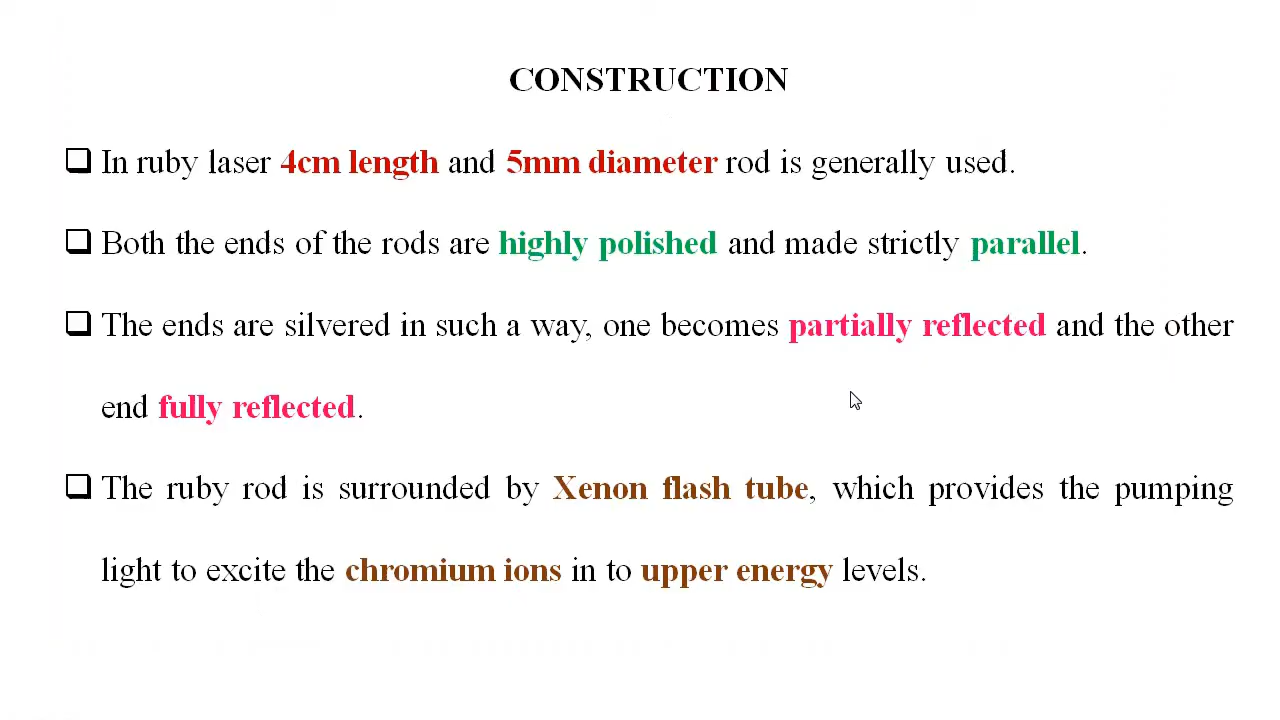 CONSTRUCTION
In ruby laser 4cm length and 5mm diameter rod is generally used.
Both the ends of the rods are highly polished and made strictly parallel.
The ends are silvered in such a way, one becomes partially reflected and the other
end fully reflected.
The ruby rod is surrounded by Xenon flash tube, which provides the pumping
light to excite the chromium ions in to upper energy levels.